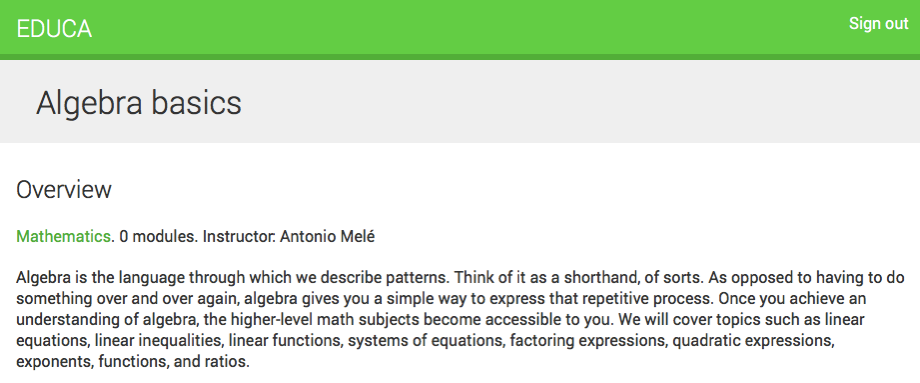 EDUCA
Sign out
Algebra basics
Overview
Mathematics. 0 modules. Instructor: Antonio Melé
Algebra is the language through which we describe patterns. Think of it as a shorthand, of sorts. As opposed to having to do
something over and over again, algebra gives you a simple way to express that repetitive process. Once you achieve an
understanding of algebra, the higher-level math subjects become accessible to you. We will cover topics such as linear
equations, linear inequalities, linear functions, systems of equations, factoring expressions, quadratic expressions,
exponents, functions, and ratios.